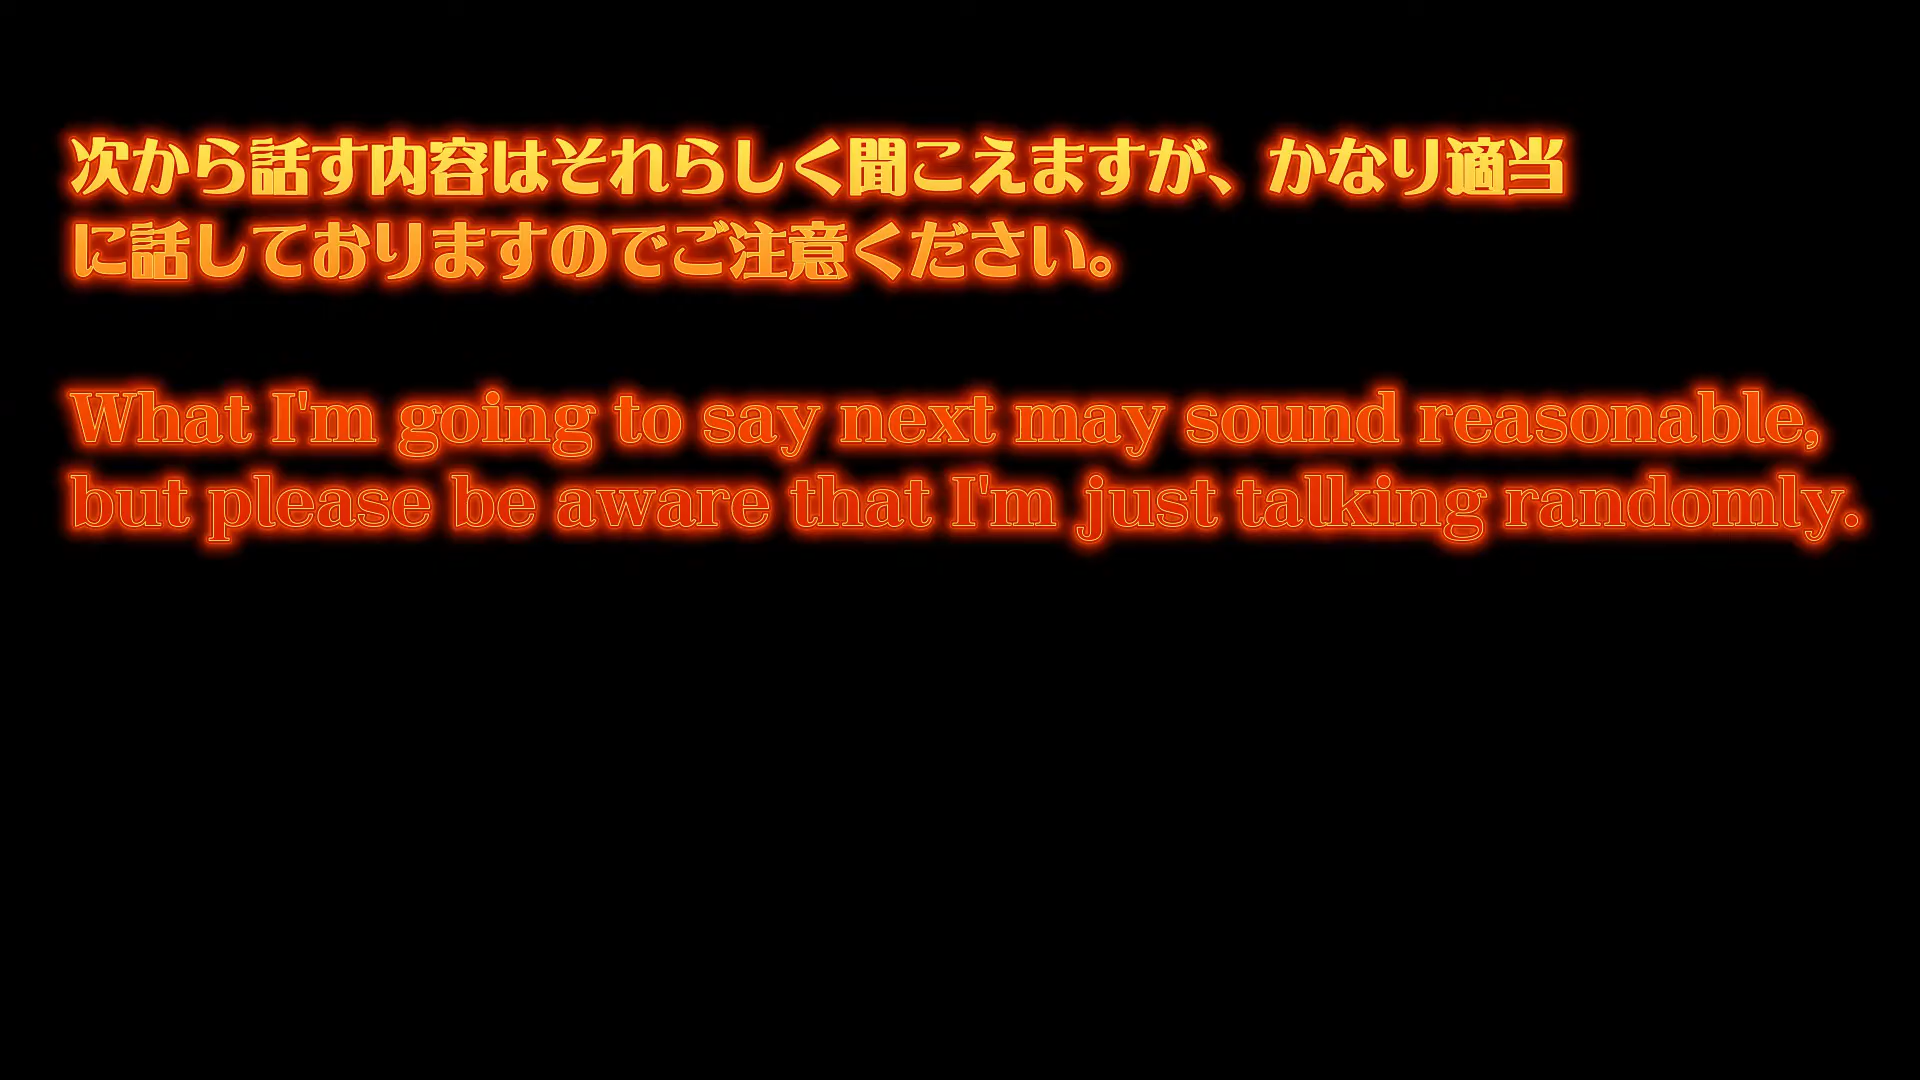 次から話す内容はそれらしく聞こえますが、かなり適当
に話しておりますのでご注意ください。
What I'm going to say next may sound reasonable,
but please be aware that I'm just talking randomly.